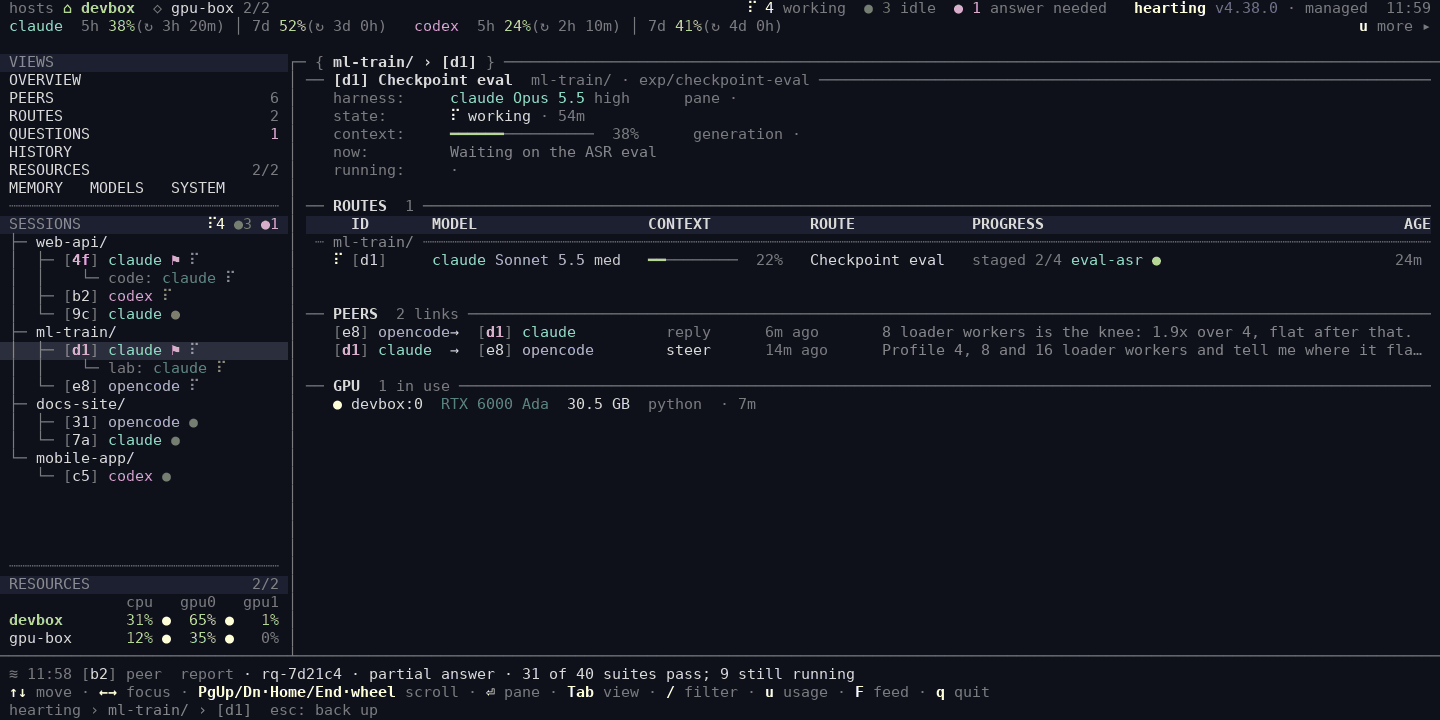 hosts ⌂ devbox ◇ gpu-box 2/2 ⠏ 4 working ● 3 idle ● 1 answer needed hearting v4.38.0 · managed 11:59
claude 5h 38%(↻ 3h 20m) │ 7d 52%(↻ 3d 0h) codex 5h 24%(↻ 2h 10m) │ 7d 41%(↻ 4d 0h) u more ▸
VIEWS
OVERVIEW
PEERS 6
ROUTES 2
QUESTIONS 1
HISTORY
RESOURCES 2/2
MEMORY MODELS SYSTEM
SESSIONS ⠏4 ●3 ●1
web-api/
[4f] claude ⚑ ⠏
code: claude ⠏
[b2] codex ⠏
[9c] claude ●
ml-train/
[d1] claude ⚑ ⠏
lab: claude ⠏
[e8] opencode ⠏
docs-site/
[31] opencode ●
[7a] claude ●
mobile-app/
[c5] codex ●
RESOURCES 2/2
cpu gpu0 gpu1
devbox 31% ● 65% ● 1%
gpu-box 12% ● 35% ● 0%
{ ml-train/ › [d1] }
[d1] Checkpoint eval ml-train/ · exp/checkpoint-eval
harness: claude Opus 5.5 high pane ·
state: ⠏ working · 54m
context: 38% generation ·
now: Waiting on the ASR eval
running: ·
ROUTES 1
ID MODEL CONTEXT ROUTE PROGRESS AGE
ml-train/
⠏ [d1] claude Sonnet 5.5 med 22% Checkpoint eval staged 2/4 eval-asr ● 24m
PEERS 2 links
[e8] opencode→ [d1] claude reply 6m ago 8 loader workers is the knee: 1.9x over 4, flat after that.
[d1] claude → [e8] opencode steer 14m ago Profile 4, 8 and 16 loader workers and tell me where it fla…
GPU 1 in use
● devbox:0 RTX 6000 Ada 30.5 GB python · 7m
≋ 11:58 [b2] peer report · rq-7d21c4 · partial answer · 31 of 40 suites pass; 9 still running
↑↓ move · ←→ focus · PgUp/Dn·Home/End·wheel scroll · ⏎ pane · Tab view · / filter · u usage · F feed · q quit
hearting › ml-train/ › [d1] esc: back up